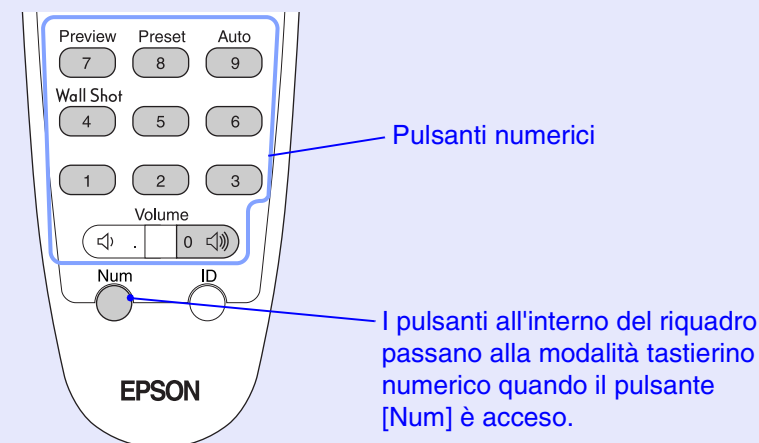 Preview Preset Auto
7 8 9
Wall Shot
4 5 6
Pulsanti numerici
1 2 3
Volume
. 0
Num ID
I pulsanti all'interno del riquadro
passano alla modalità tastierino
numerico quando il pulsante
[Num] è acceso.
EPSON